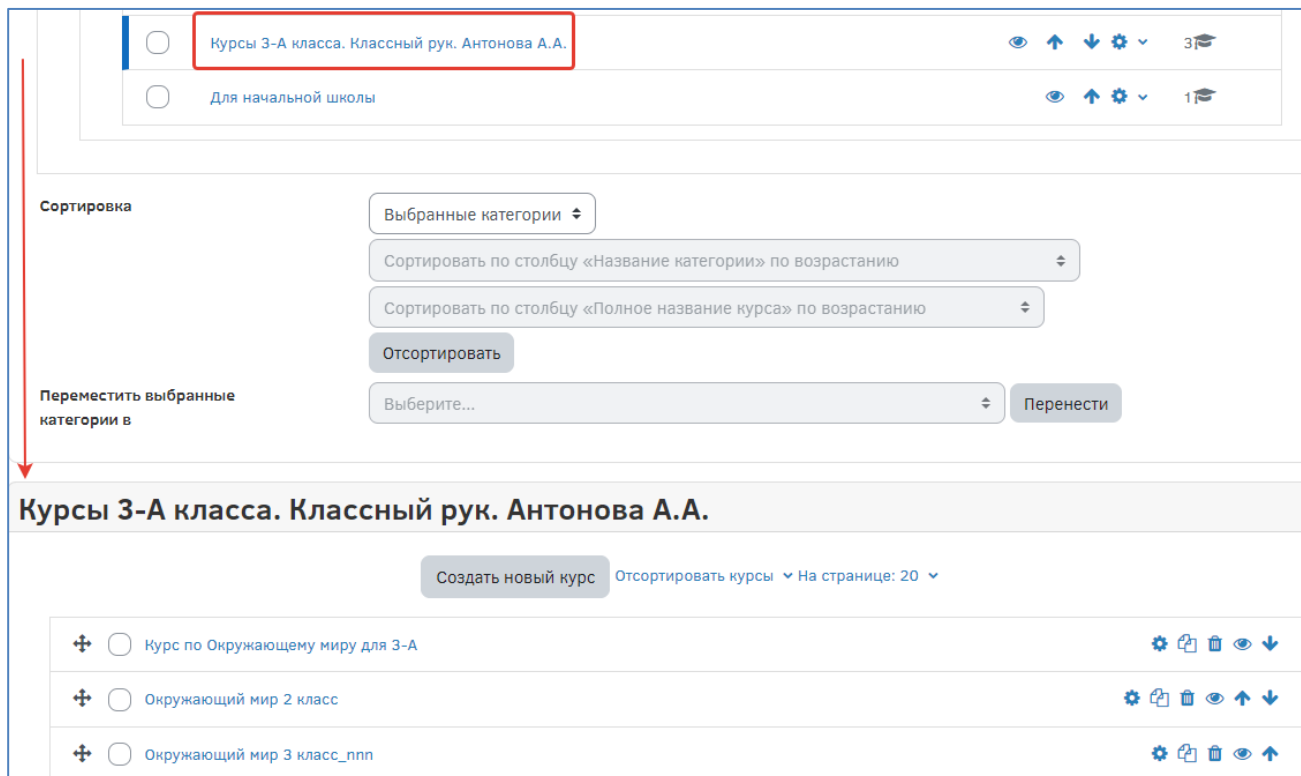 Курсы 3-А класса. Классный рук. Антонова А.А.
3
Для начальной школы
1
Сортировка
Выбранные категории
Сортировать по столбцу «Название категории» по возрастанию
Сортировать по столбцу «Полное название курса» по возрастанию
Отсортировать
Переместить выбранные
категории в
Выберите...
Перенести
Курсы 3-А класса. Классный рук. Антонова А.А.
Создать новый курс Отсортировать курсы На странице: 20
Курс по Окружающему миру для 3-А
Окружающий мир 2 класс
Окружающий мир 3 класс_nnn